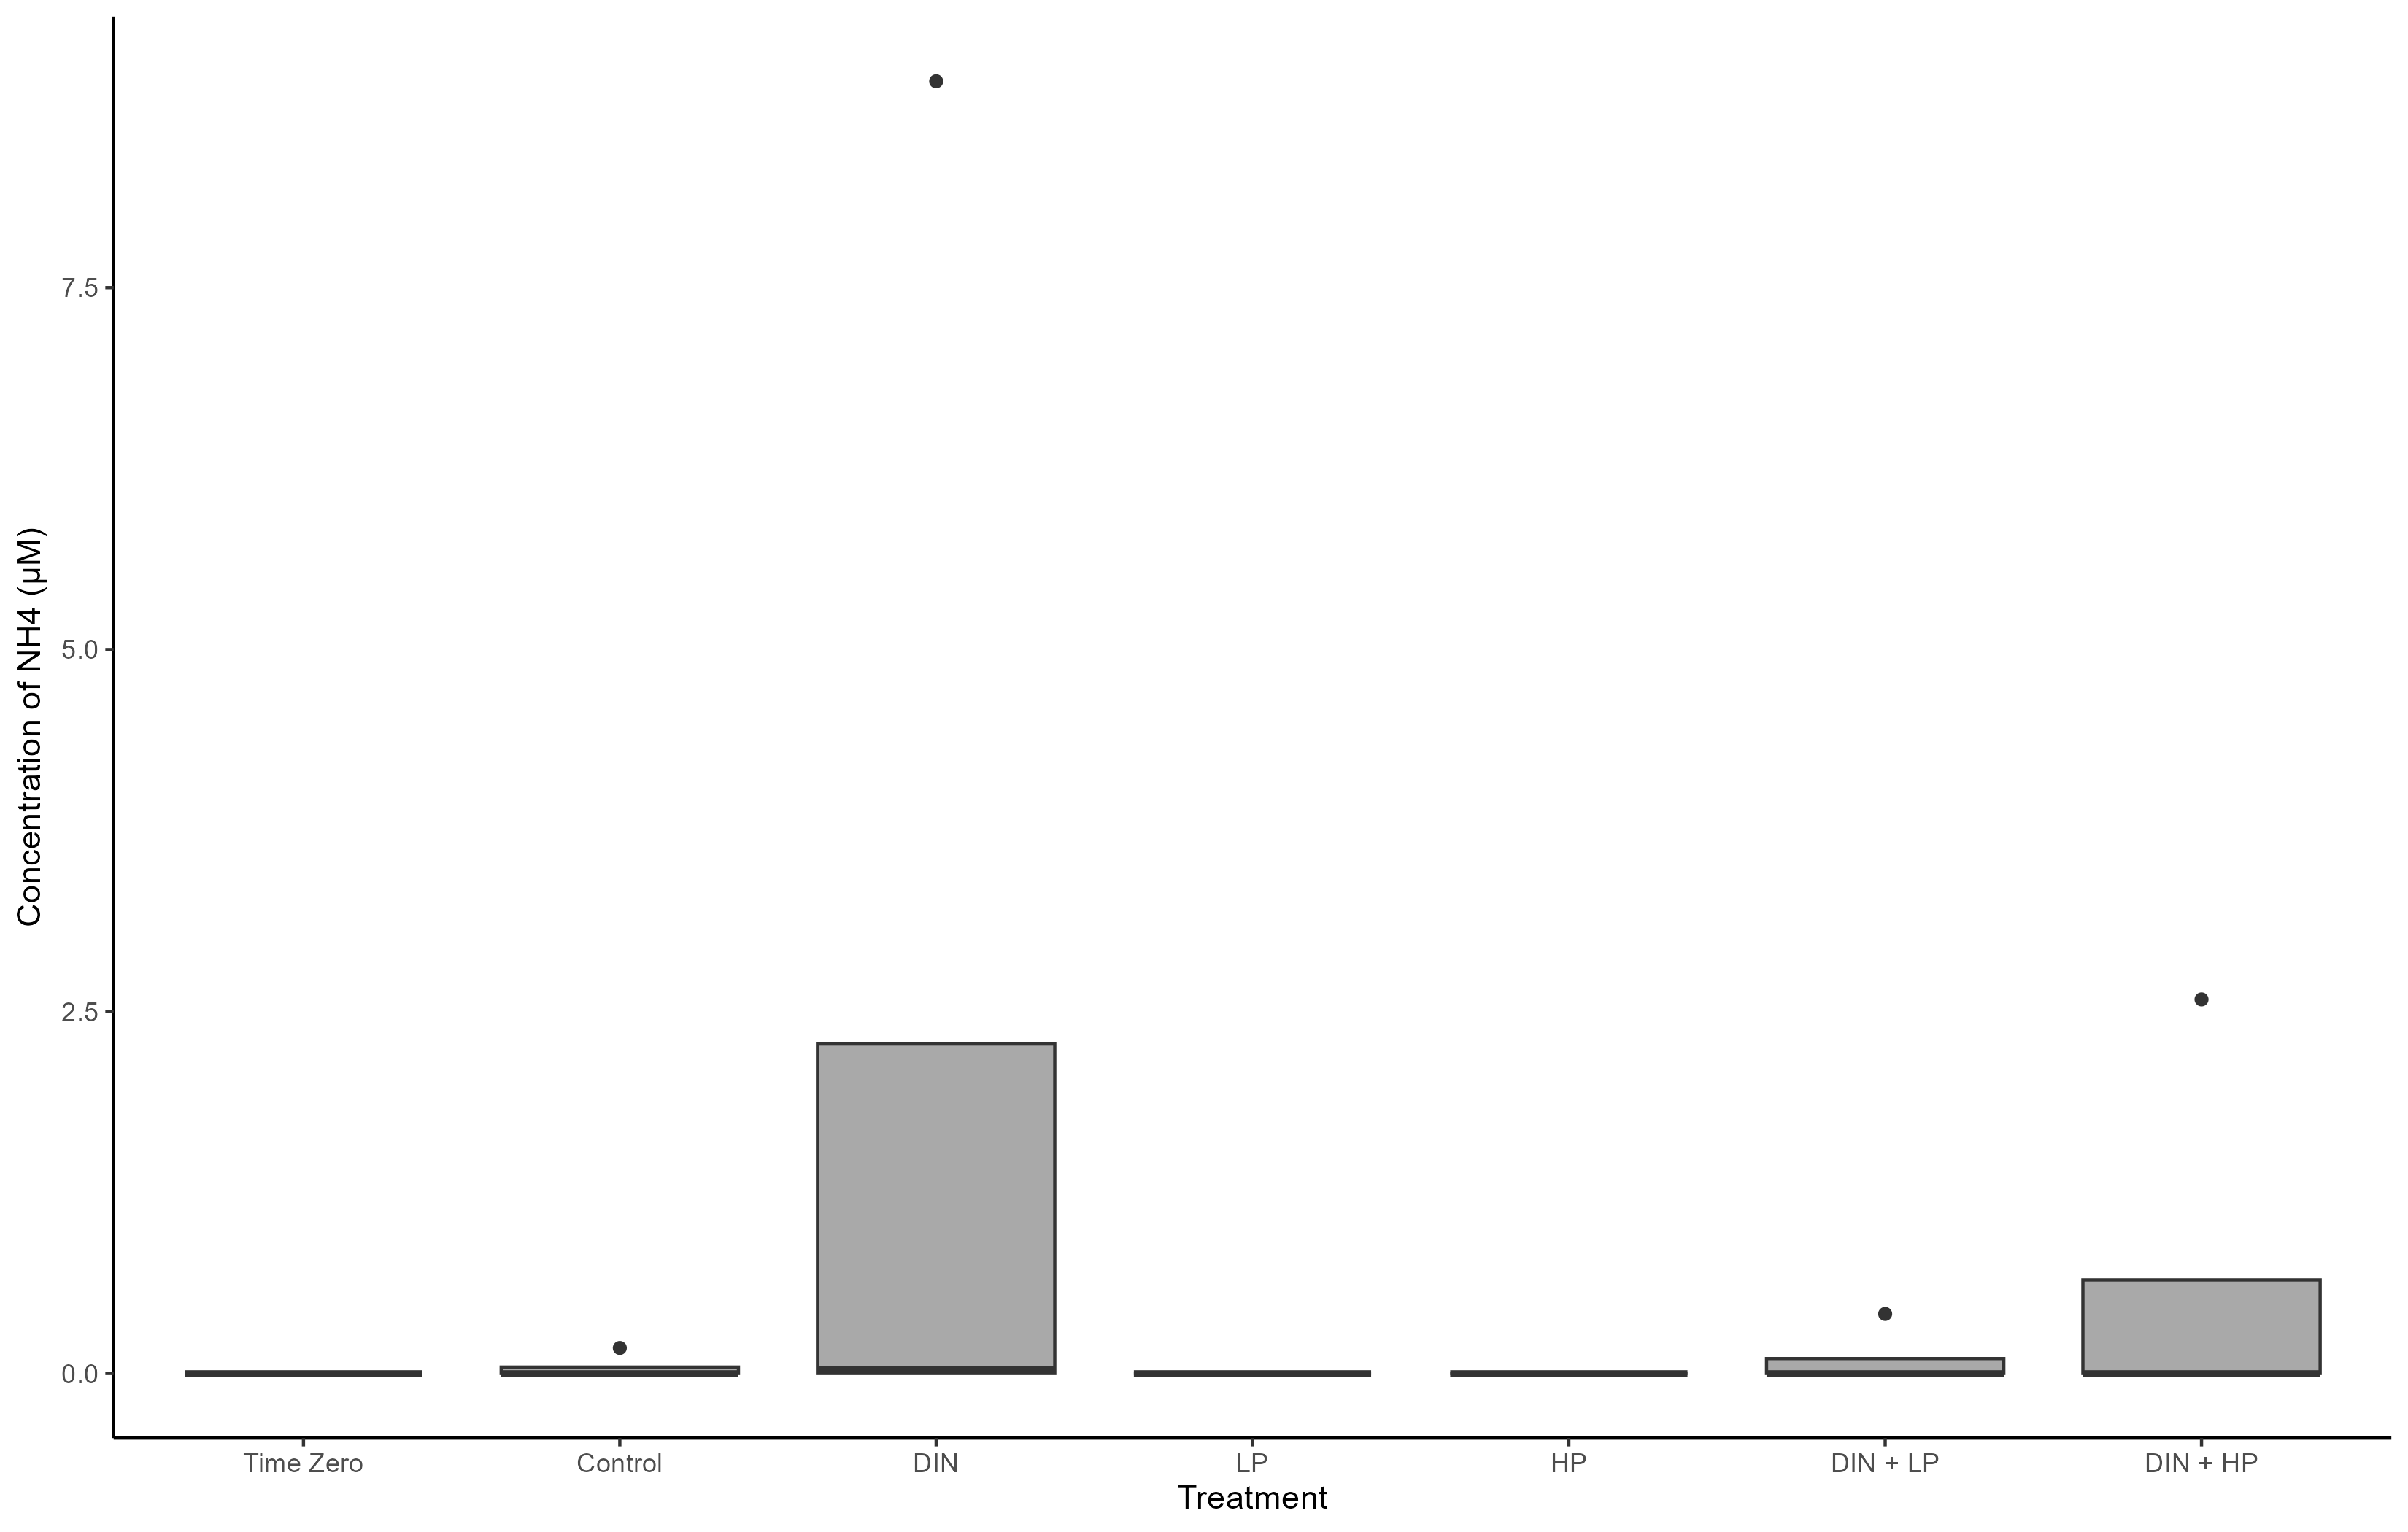 Concentration of NH4 (µM)
7.5
5.0
2.5
0.0
Time Zero
Control
DIN
LP
HP
DIN + LP
DIN + HP
Treatment